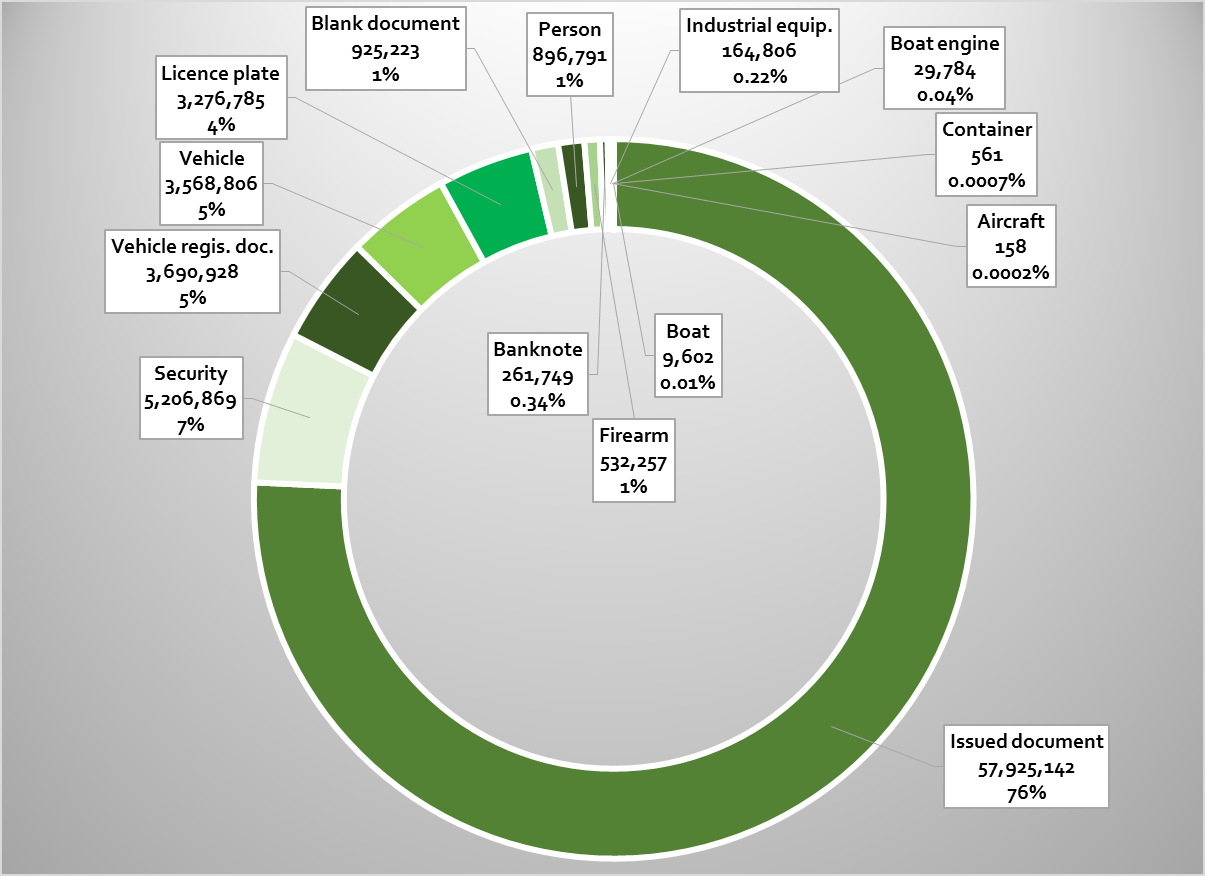 Blank document
925,223
1%
Person
896,791
1%
Industrial equip.
164,806
0.22%
Boat engine
29,784
0.04%
Licence plate
3,276,785
4%
Container
561
0.0007%
Vehicle
3,568,806
5%
Aircraft
158
0.0002%
Vehicle regis. doc.
3,690,928
5%
Boat
9,602
0.01%
Banknote
261,749
0.34%
Security
5,206,869
7%
Firearm
532,257
1%
Issued document
57,925,142
76%